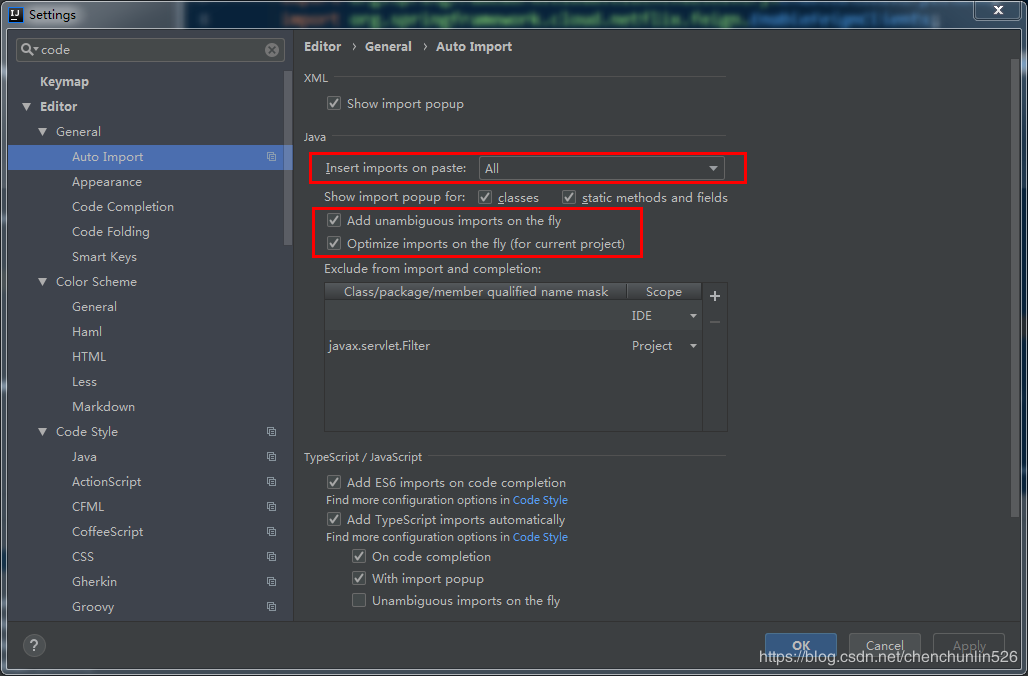 Settings
import org.springframework.cloud.netflix.feign.EnableFeignClients;
code
Keymap
Editor
General
Auto Import
Appearance
Code Completion
Code Folding
Smart Keys
Color Scheme
General
Haml
HTML
Less
Markdown
Code Style
Java
ActionScript
CFML
CoffeeScript
CSS
Gherkin
Groovy
Editor › General › Auto Import
XML
Show import popup
Java
Insert imports on paste: All
Show import popup for: classes static methods and fields
Add unambiguous imports on the fly
Optimize imports on the fly (for current project)
Exclude from import and completion:
Class/package/member qualified name mask Scope
IDE
javax.servlet.Filter Project
TypeScript / JavaScript
Add ES6 imports on code completion
Find more configuration options in Code Style
Add TypeScript imports automatically
Find more configuration options in Code Style
On code completion
With import popup
Unambiguous imports on the fly
? OK Cancel Apply
https://blog.csdn.net/chenchunlin526